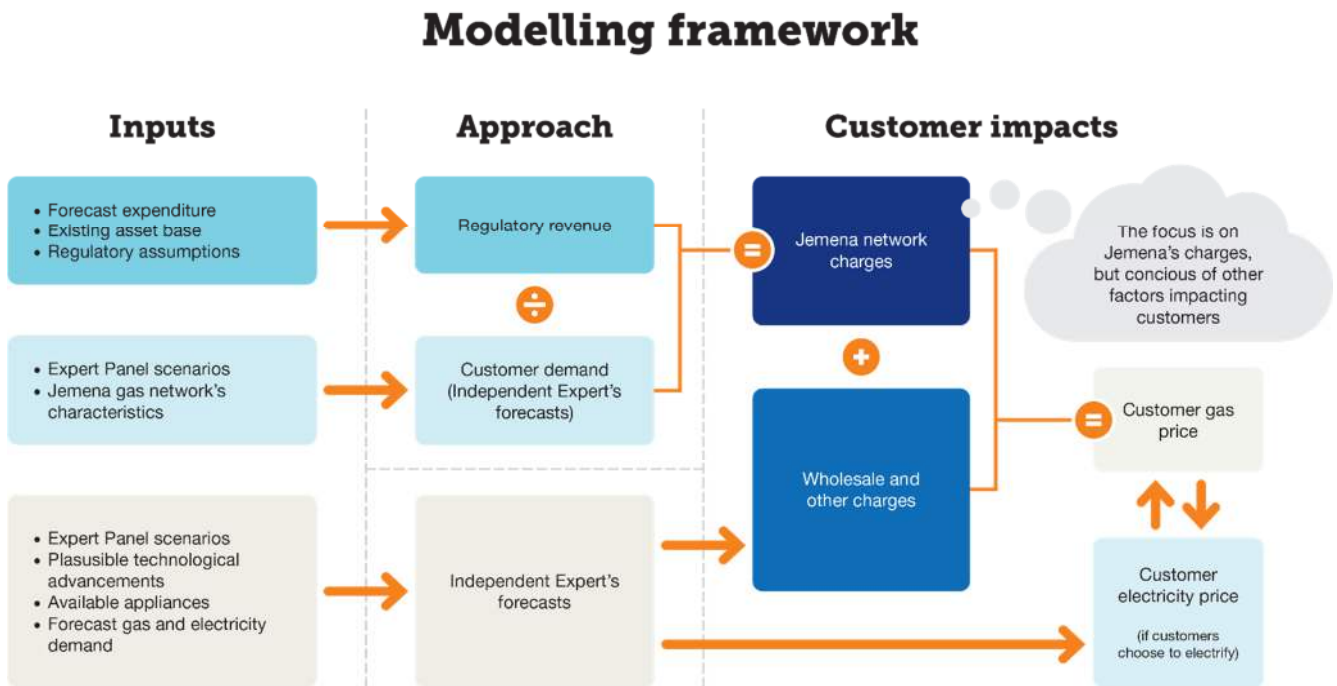 Modelling framework
Inputs
Approach
Customer impacts
• Forecast expenditure
• Existing asset base
• Regulatory assumptions
Regulatory revenue
÷
=
Jemena network
charges
The focus is on
Jemena's charges,
but concious of other
factors impacting
customers
• Expert Panel scenarios
• Jemena gas network's
characteristics
Customer demand
(Independent Expert's
forecasts)
+
=
Customer gas
price
Wholesale and
other charges
• Expert Panel scenarios
• Plasusible technological
advancements
• Available appliances
• Forecast gas and electricity
demand
Independent Expert's
forecasts
Customer
electricity price
(if customers
choose to electrify)